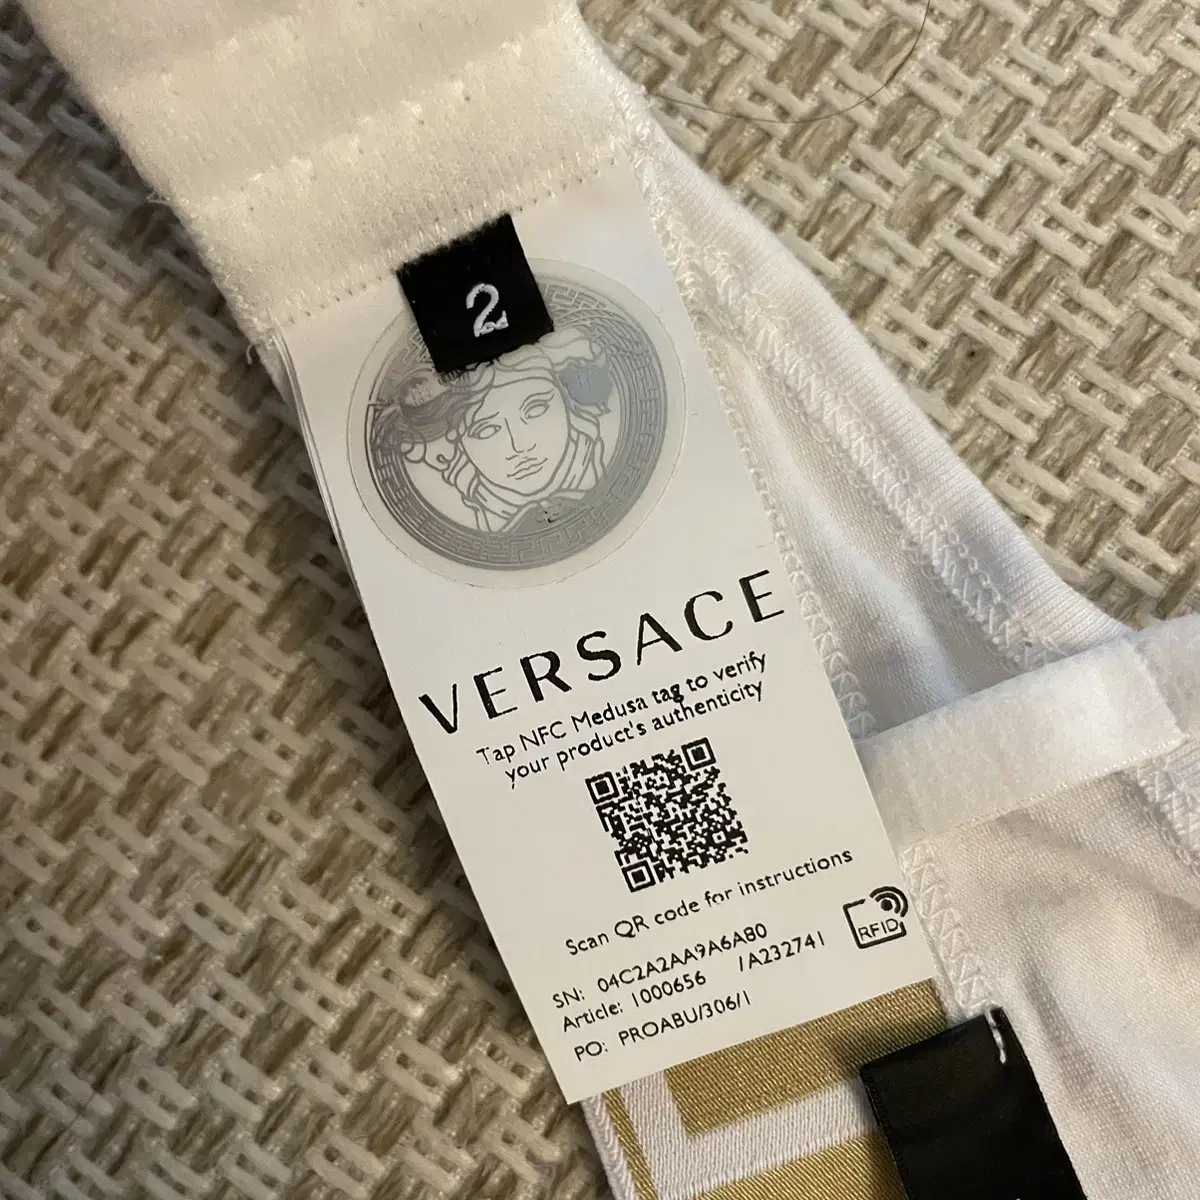 2
VERSACE
Tap NFC Medusa tag to verify
your product's authenticity
Scan QR code for instructions
RFID
SN: 04C2A2AA9A6A80
Article: 1000656 1A232741
PO: PROABU/306/1